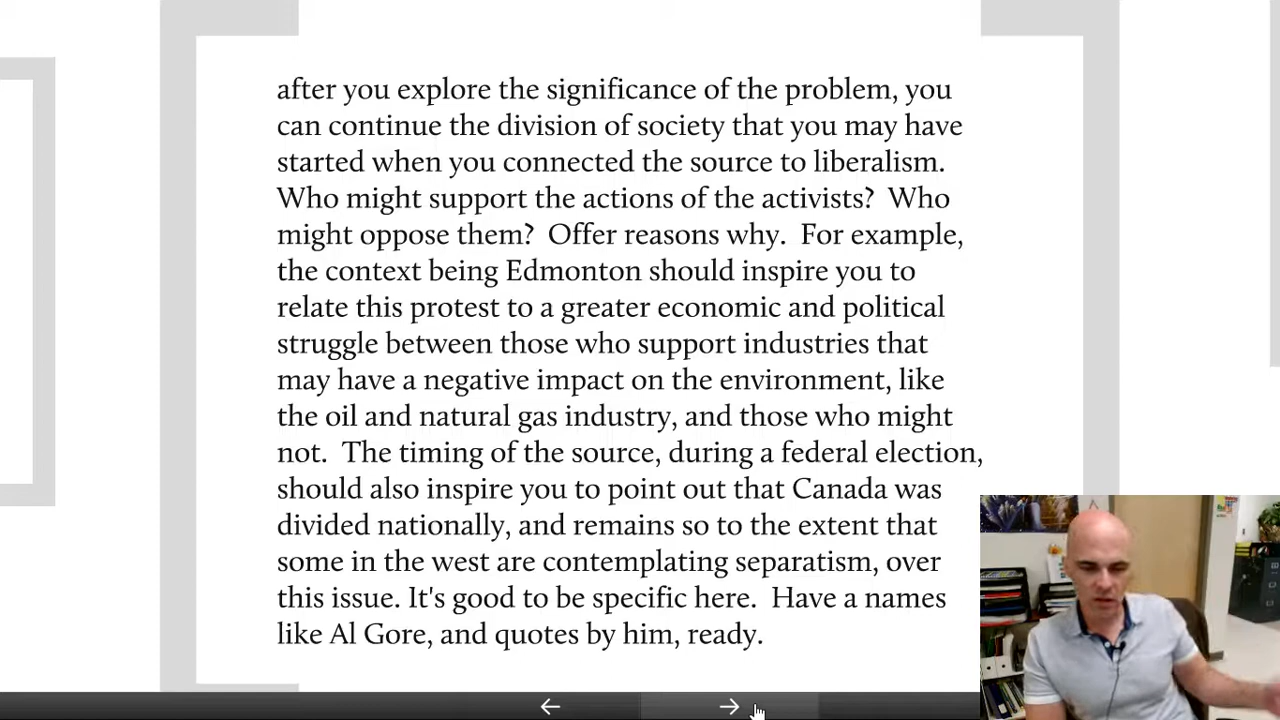 after you explore the significance of the problem, you
can continue the division of society that you may have
started when you connected the source to liberalism.
Who might support the actions of the activists?  Who
might oppose them?  Offer reasons why.  For example,
the context being Edmonton should inspire you to
relate this protest to a greater economic and political
struggle between those who support industries that
may have a negative impact on the environment, like
the oil and natural gas industry, and those who might
not.  The timing of the source, during a federal election,
should also inspire you to point out that Canada was
divided nationally, and remains so to the extent that
some in the west are contemplating separatism, over
this issue. It's good to be specific here.  Have a names
like Al Gore, and quotes by him, ready.